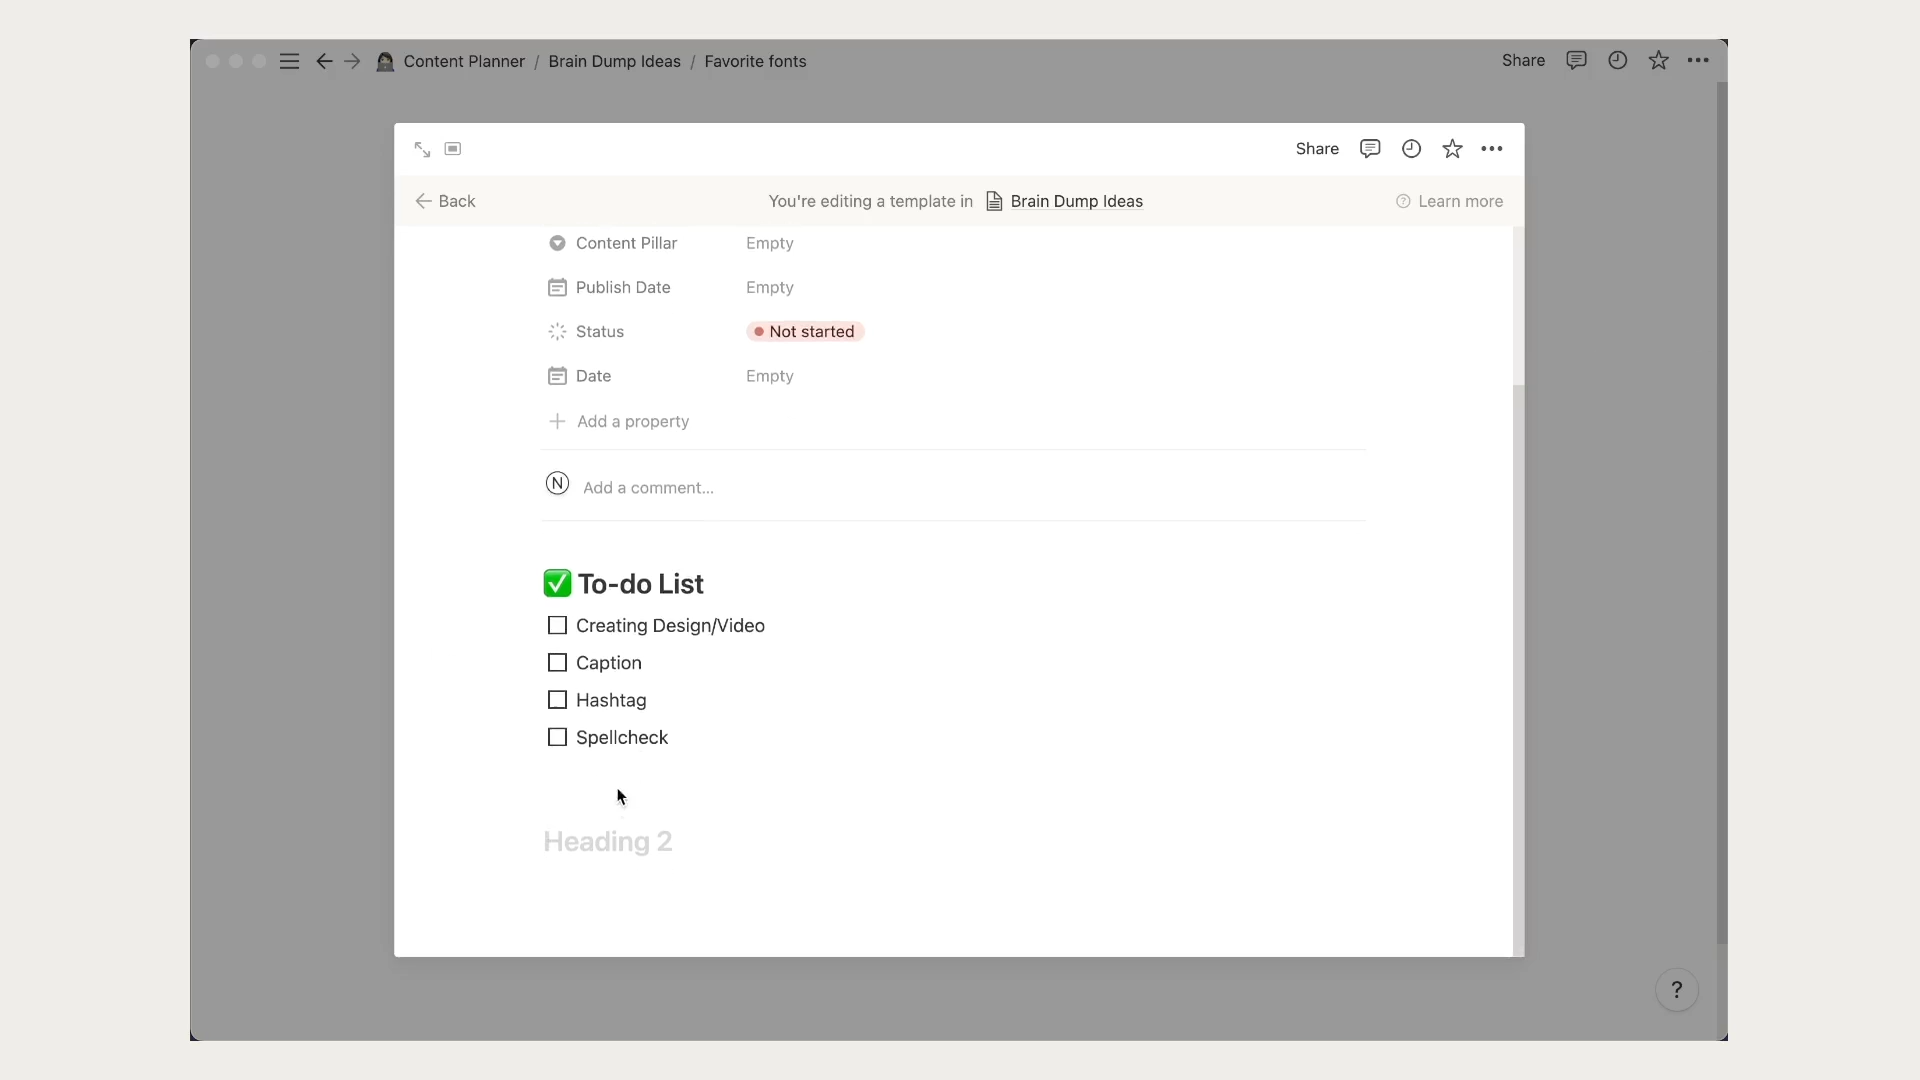 Content Planner / Brain Dump Ideas / Favorite fonts
Share
Share
Back
You're editing a template in Brain Dump Ideas
Learn more
Content Pillar Empty
Publish Date Empty
Status Not started
Date Empty
Add a property
N Add a comment...
✅ To-do List
Creating Design/Video
Caption
Hashtag
Spellcheck
Heading 2
?